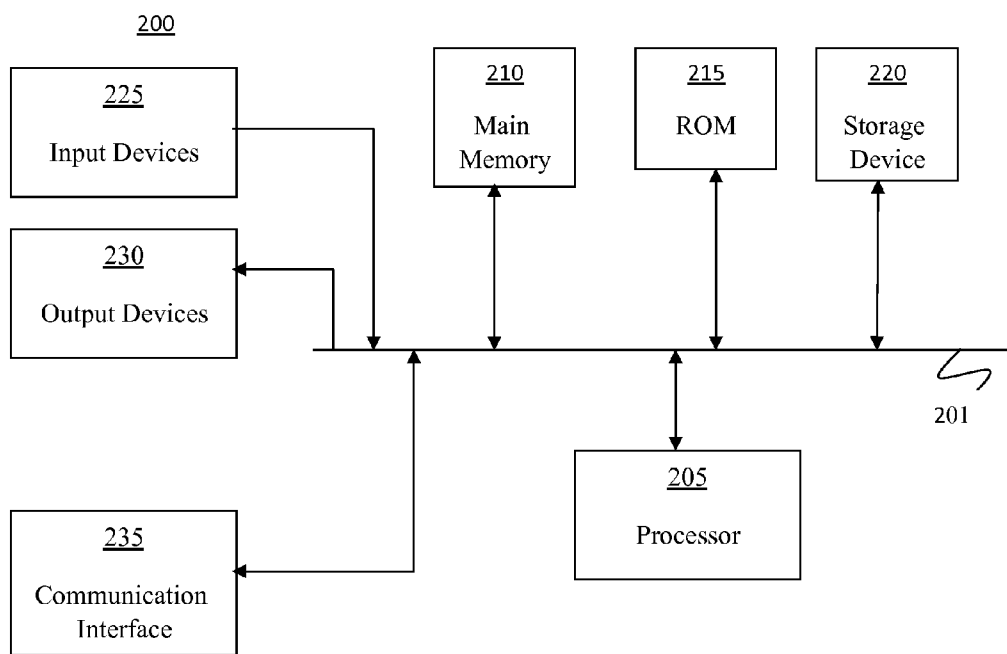 200
225
Input Devices
210
Main
Memory
215
ROM
220
Storage
Device
230
Output Devices
201
205
Processor
235
Communication
Interface